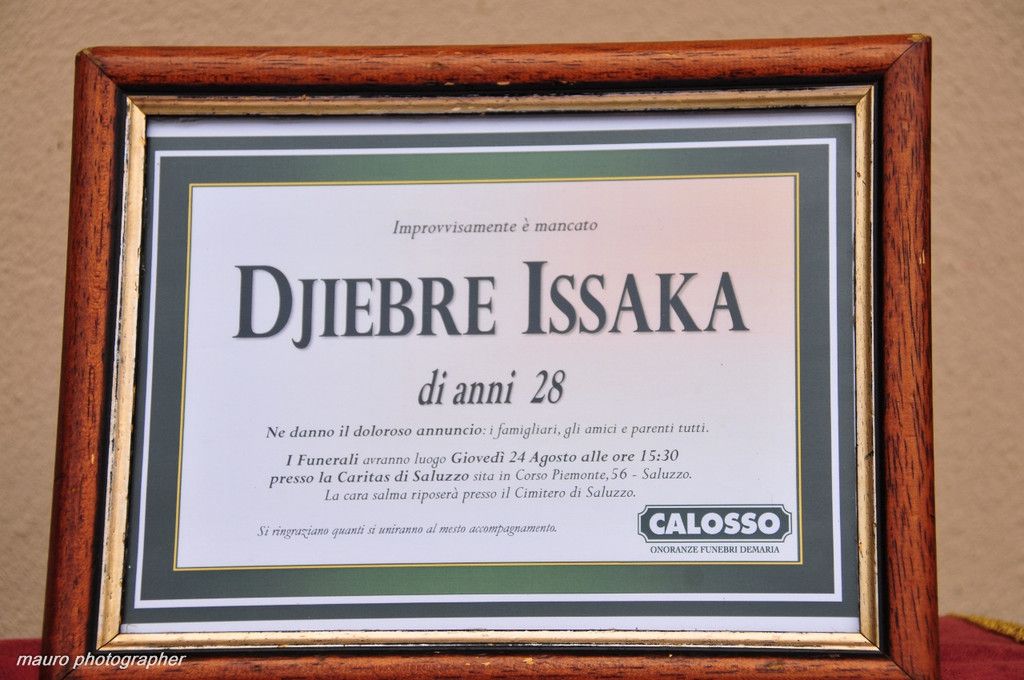 Improvvisamente è mancato
DJIEBRE ISSAKA
di anni 28
Ne danno il doloroso annuncio: i famigliari, gli amici e parenti tutti.
I Funerali avranno luogo Giovedì 24 Agosto alle ore 15:30
presso la Caritas di Saluzzo sita in Corso Piemonte,56 - Saluzzo.
La cara salma riposerà presso il Cimitero di Saluzzo.
Si ringraziano quanti si uniranno al mesto accompagnamento.
CALOSSO
ONORANZE FUNEBRI DEMARIA
mauro photographer